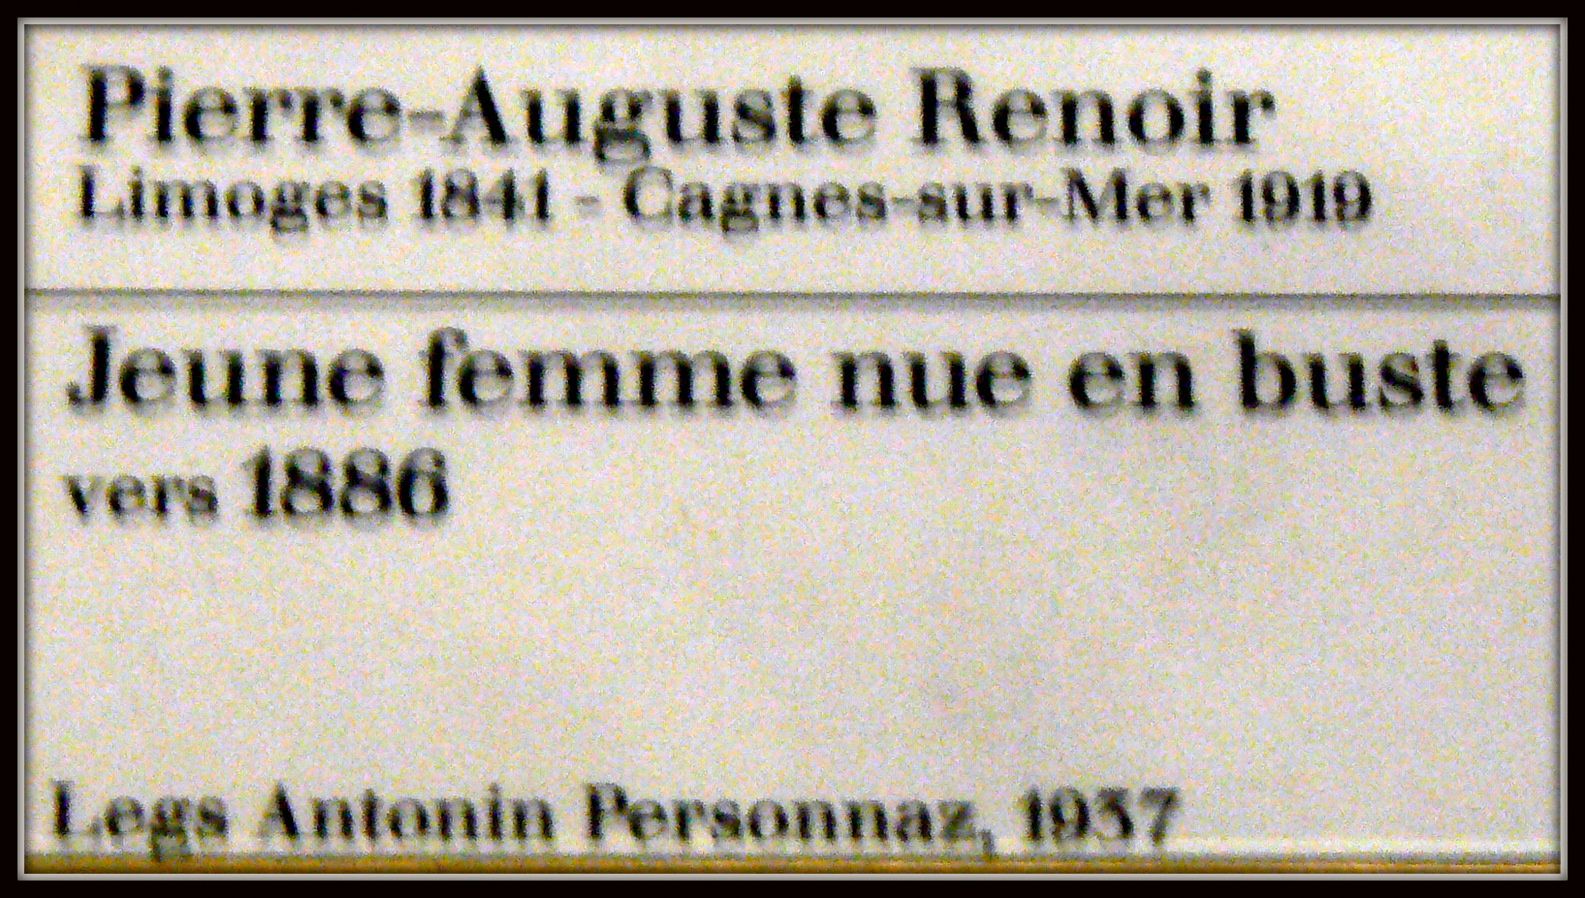 Pierre-Auguste Renoir
Limoges 1841 - Cagnes-sur-Mer 1919
Jeune femme nue en buste
vers 1886
Legs Antonin Personnaz, 1937